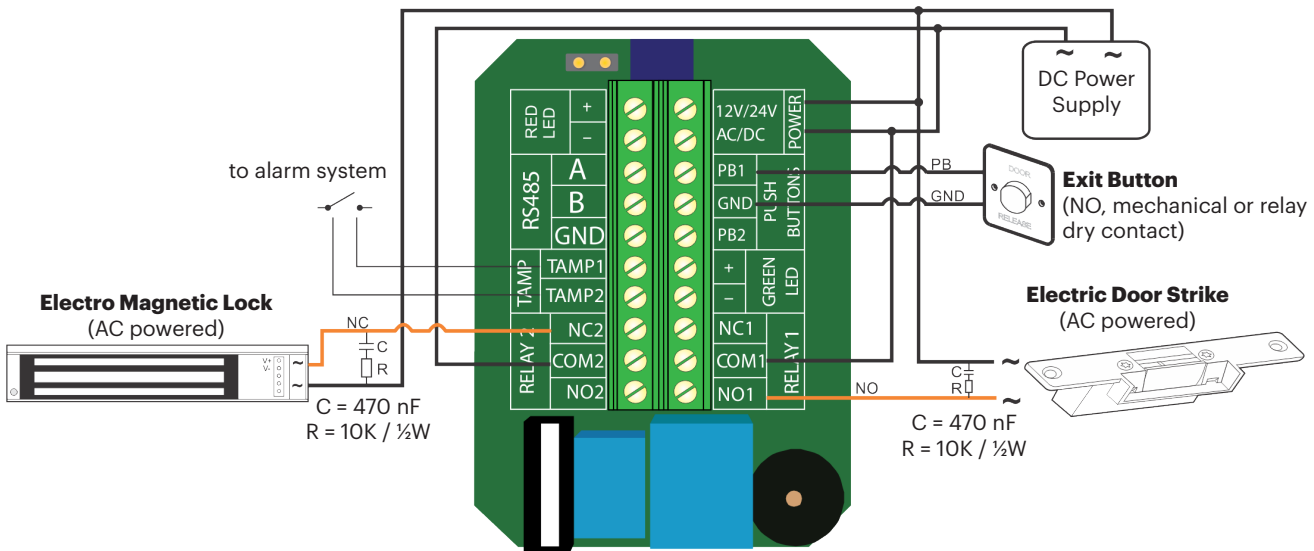 ~ ~
DC Power
Supply
RED
LED
+
−
RS485
A
B
GND
TAMP
TAMP1
TAMP2
RELAY 2
NC2
COM2
NO2
12V/24V
AC/DC
POWER
PB1
GND
PB2
PUSH
BUTTONS
+
−
GREEN
LED
NC1
COM1
NO1
RELAY 1
to alarm system
PB
GND
DOOR
RELEASE
Exit Button
(NO, mechanical or relay
dry contact)
Electro Magnetic Lock
(AC powered)
NC
C
R
V+
V-
~
~
C = 470 nF
R = 10K / ½W
Electric Door Strike
(AC powered)
NO
C
R
~
~
C = 470 nF
R = 10K / ½W